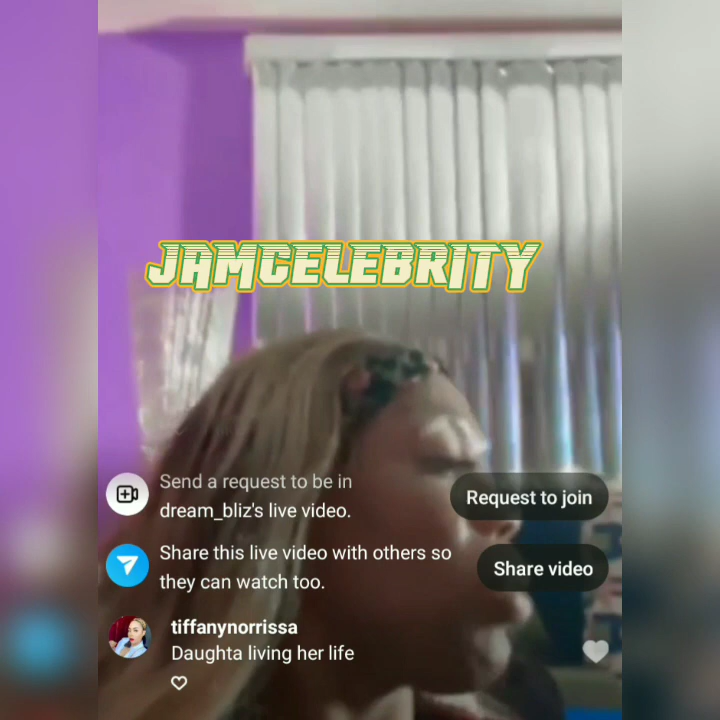 JAMCELEBRITY
Send a request to be in
dream_bliz's live video.
Request to join
Share this live video with others so
they can watch too.
Share video
tiffanynorrissa
Daughta living her life